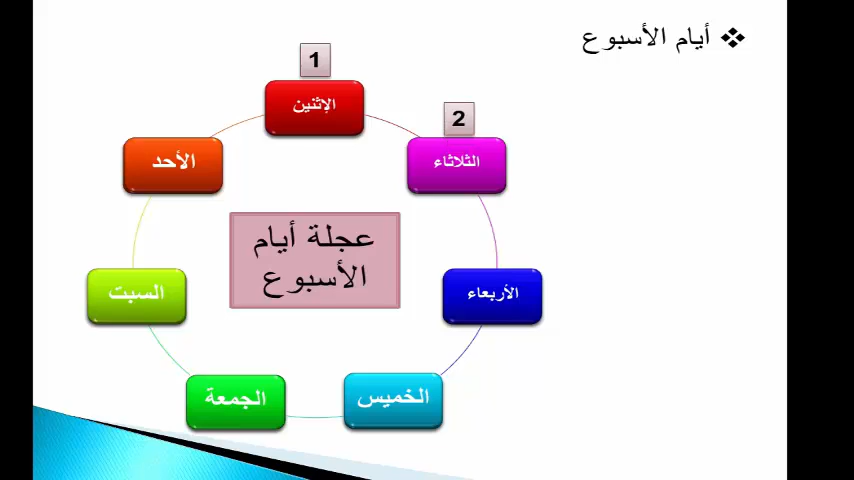 ❖ أيام الأسبوع
1
الإثنين
2
الثلاثاء
الأحد
عجلة أيام
الأسبوع
الأربعاء
السبت
الخميس
الجمعة